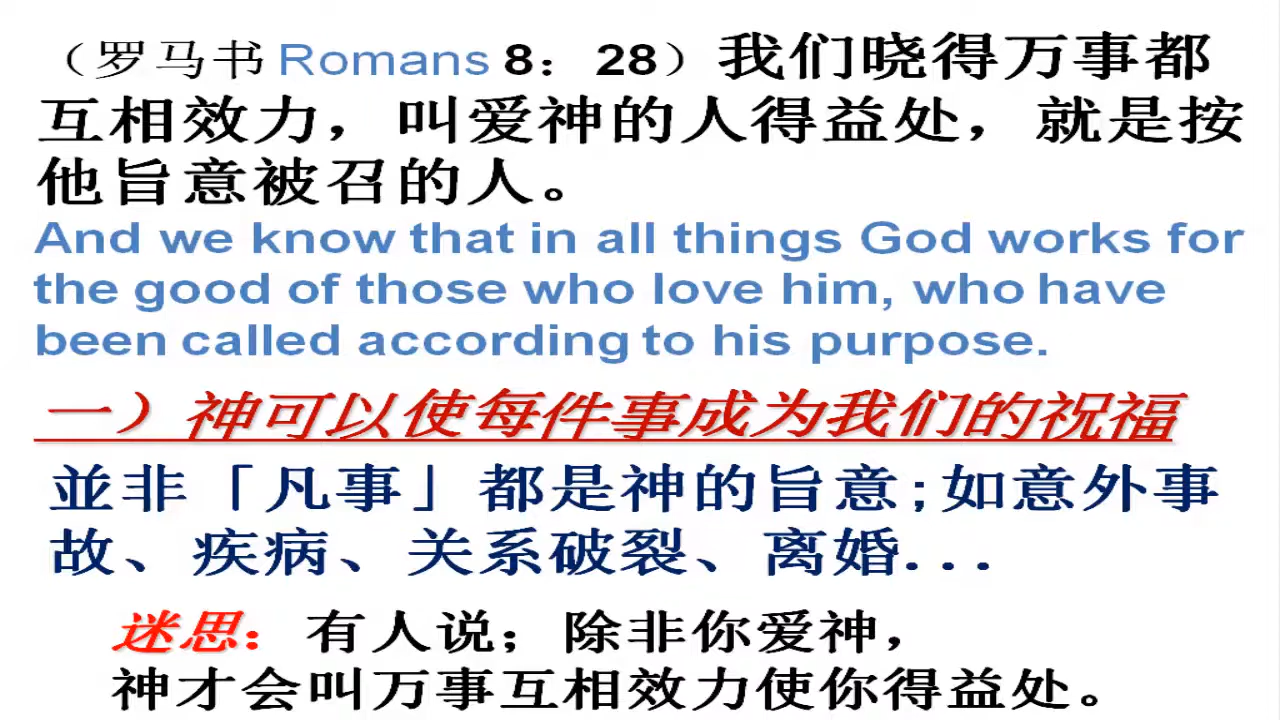 （罗马书 Romans 8：28）我们晓得万事都
互相效力，叫爱神的人得益处，就是按
他旨意被召的人。
And we know that in all things God works for
the good of those who love him, who have
been called according to his purpose.
一）神可以使每件事成为我们的祝福
並非「凡事」都是神的旨意;如意外事
故、疾病、关系破裂、离婚...
迷思：有人说；除非你爱神，
神才会叫万事互相效力使你得益处。